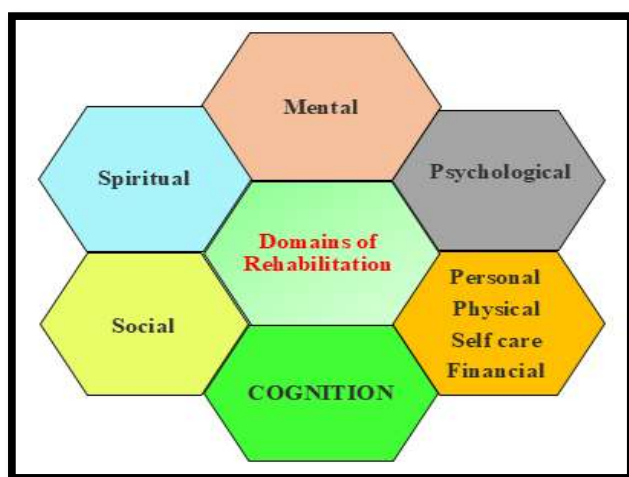 Mental
Spiritual
Psychological
Domains of
Rehabilitation
Personal
Physical
Self care
Financial
Social
COGNITION